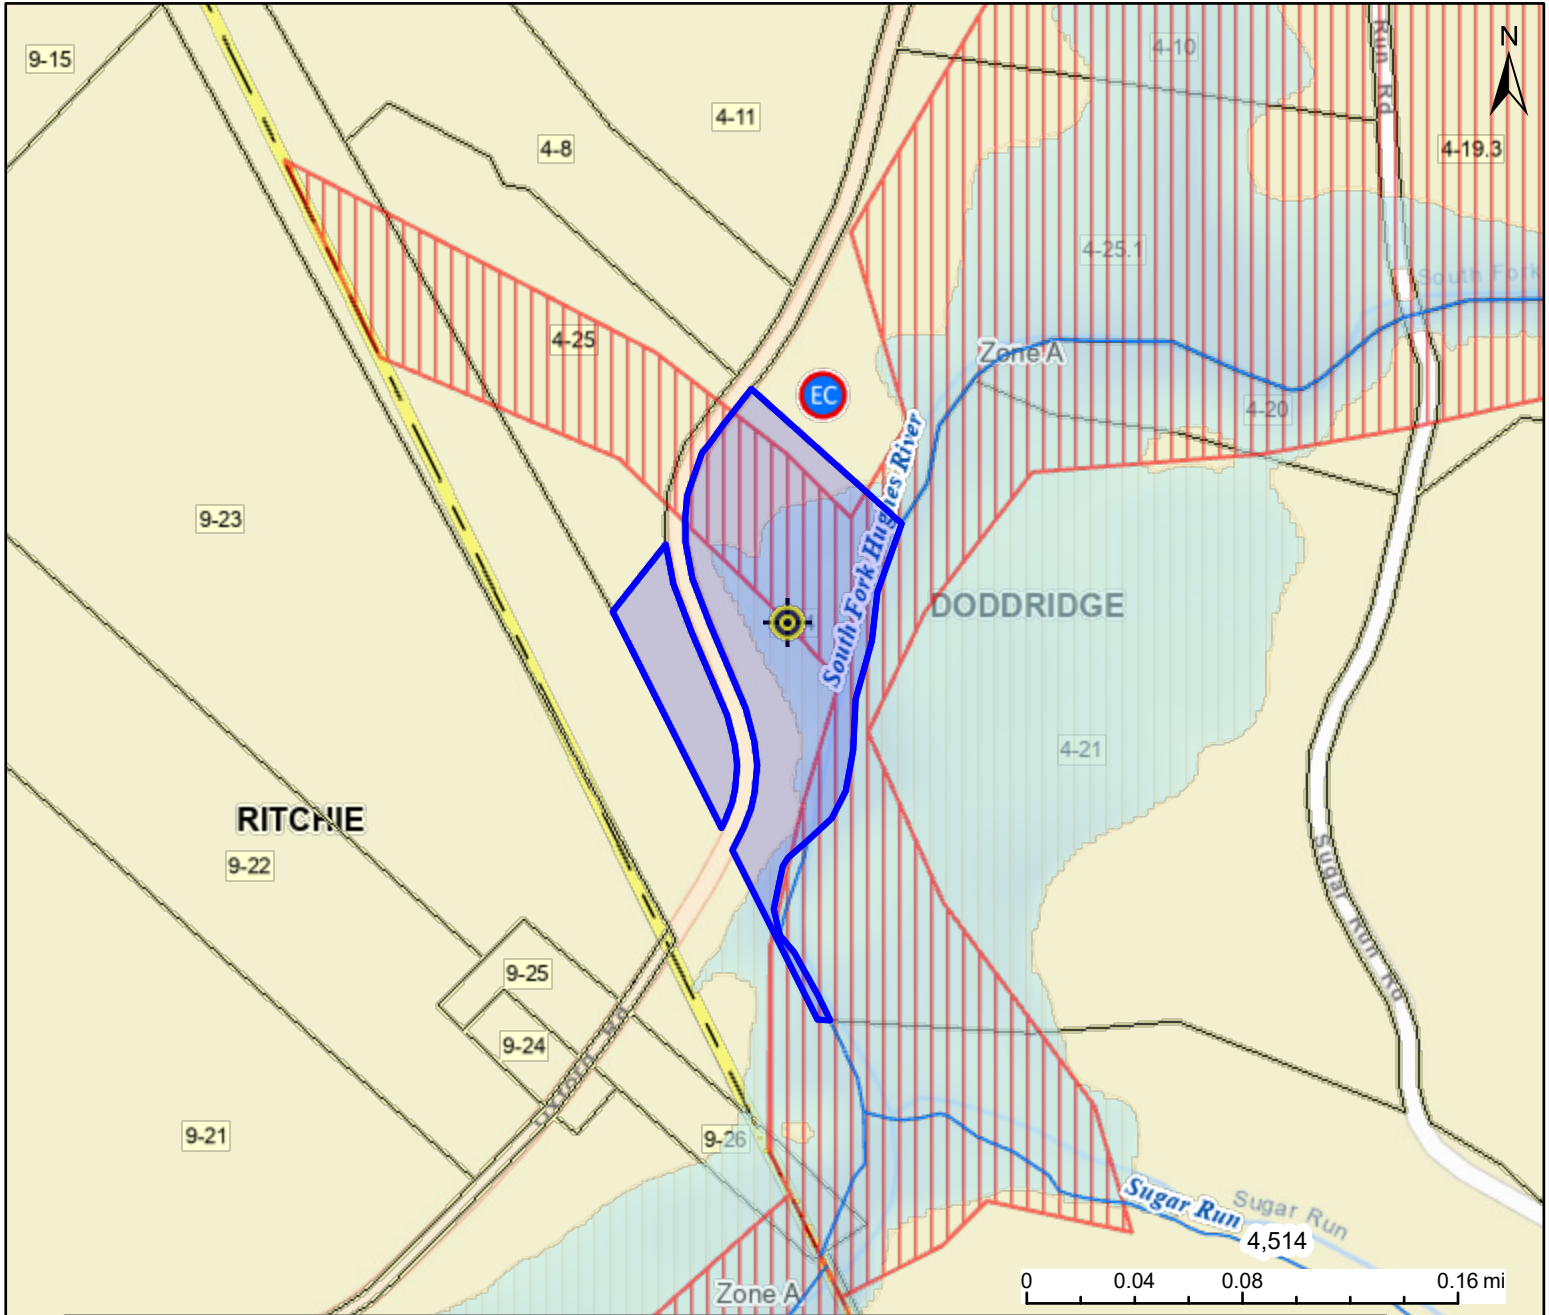 9-15
4-10
Run Rd
N
4-11
4-8
4-19.3
4-25.1
South Fork
4-25
Zone A
EC
4-20
South Fork Hughes River
9-23
DODDRIDGE
4-21
RITCHIE
9-22
Sugar Run Rd
9-25
9-24
Rd
9-21
9-26
Sugar Run
Sugar Run
4,514
Zone A
0 0.04 0.08 0.16 mi